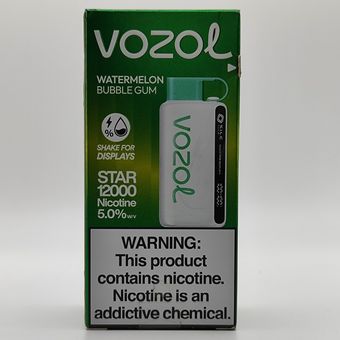 VOZOL
WATERMELON
BUBBLE GUM
%
SHAKE FOR
DISPLAYS
STAR
12000
Nicotine
5.0%w/v
VOZOL
WARNING:
This product
contains nicotine.
Nicotine is an
addictive chemical.